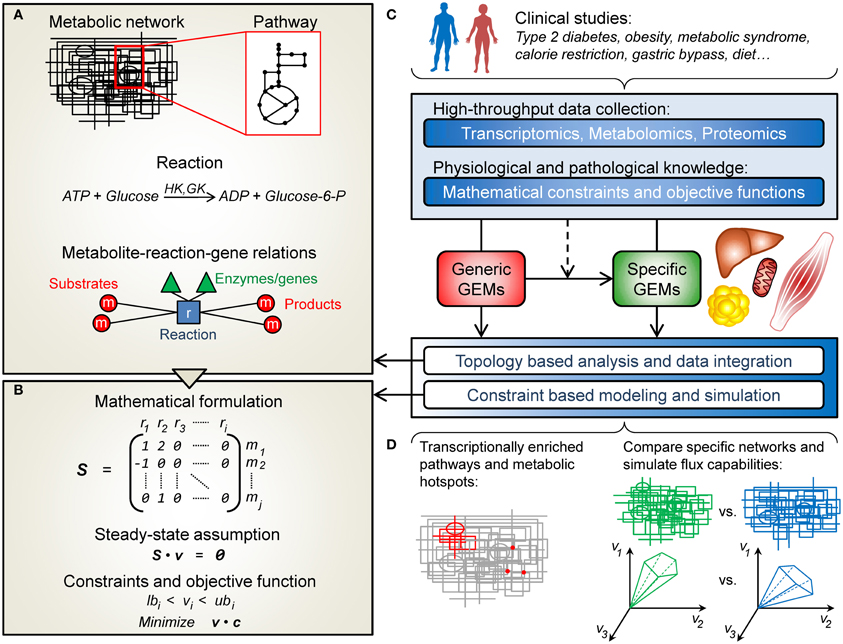 A
Metabolic network
Pathway
Reaction
ATP + Glucose HK,GK ADP + Glucose-6-P
Metabolite-reaction-gene relations
Substrates
Enzymes/genes
m
m
r
m
m
Products
Reaction
B
Mathematical formulation
r1 r2 r3 ······ ri
S =
1 2 0 ······ 0 m1
-1 0 0 ······ 0 m2
0 1 0 ······ 0 mj
Steady-state assumption
S • v = 0
Constraints and objective function
lbi < vi < ubi
Minimize v • c
C
Clinical studies:
Type 2 diabetes, obesity, metabolic syndrome,
calorie restriction, gastric bypass, diet…
High-throughput data collection:
Transcriptomics, Metabolomics, Proteomics
Physiological and pathological knowledge:
Mathematical constraints and objective functions
Generic
GEMs
Specific
GEMs
Topology based analysis and data integration
Constraint based modeling and simulation
D
Transcriptionally enriched
pathways and metabolic
hotspots:
Compare specific networks and
simulate flux capabilities:
vs.
V1
V2
V3
vs.